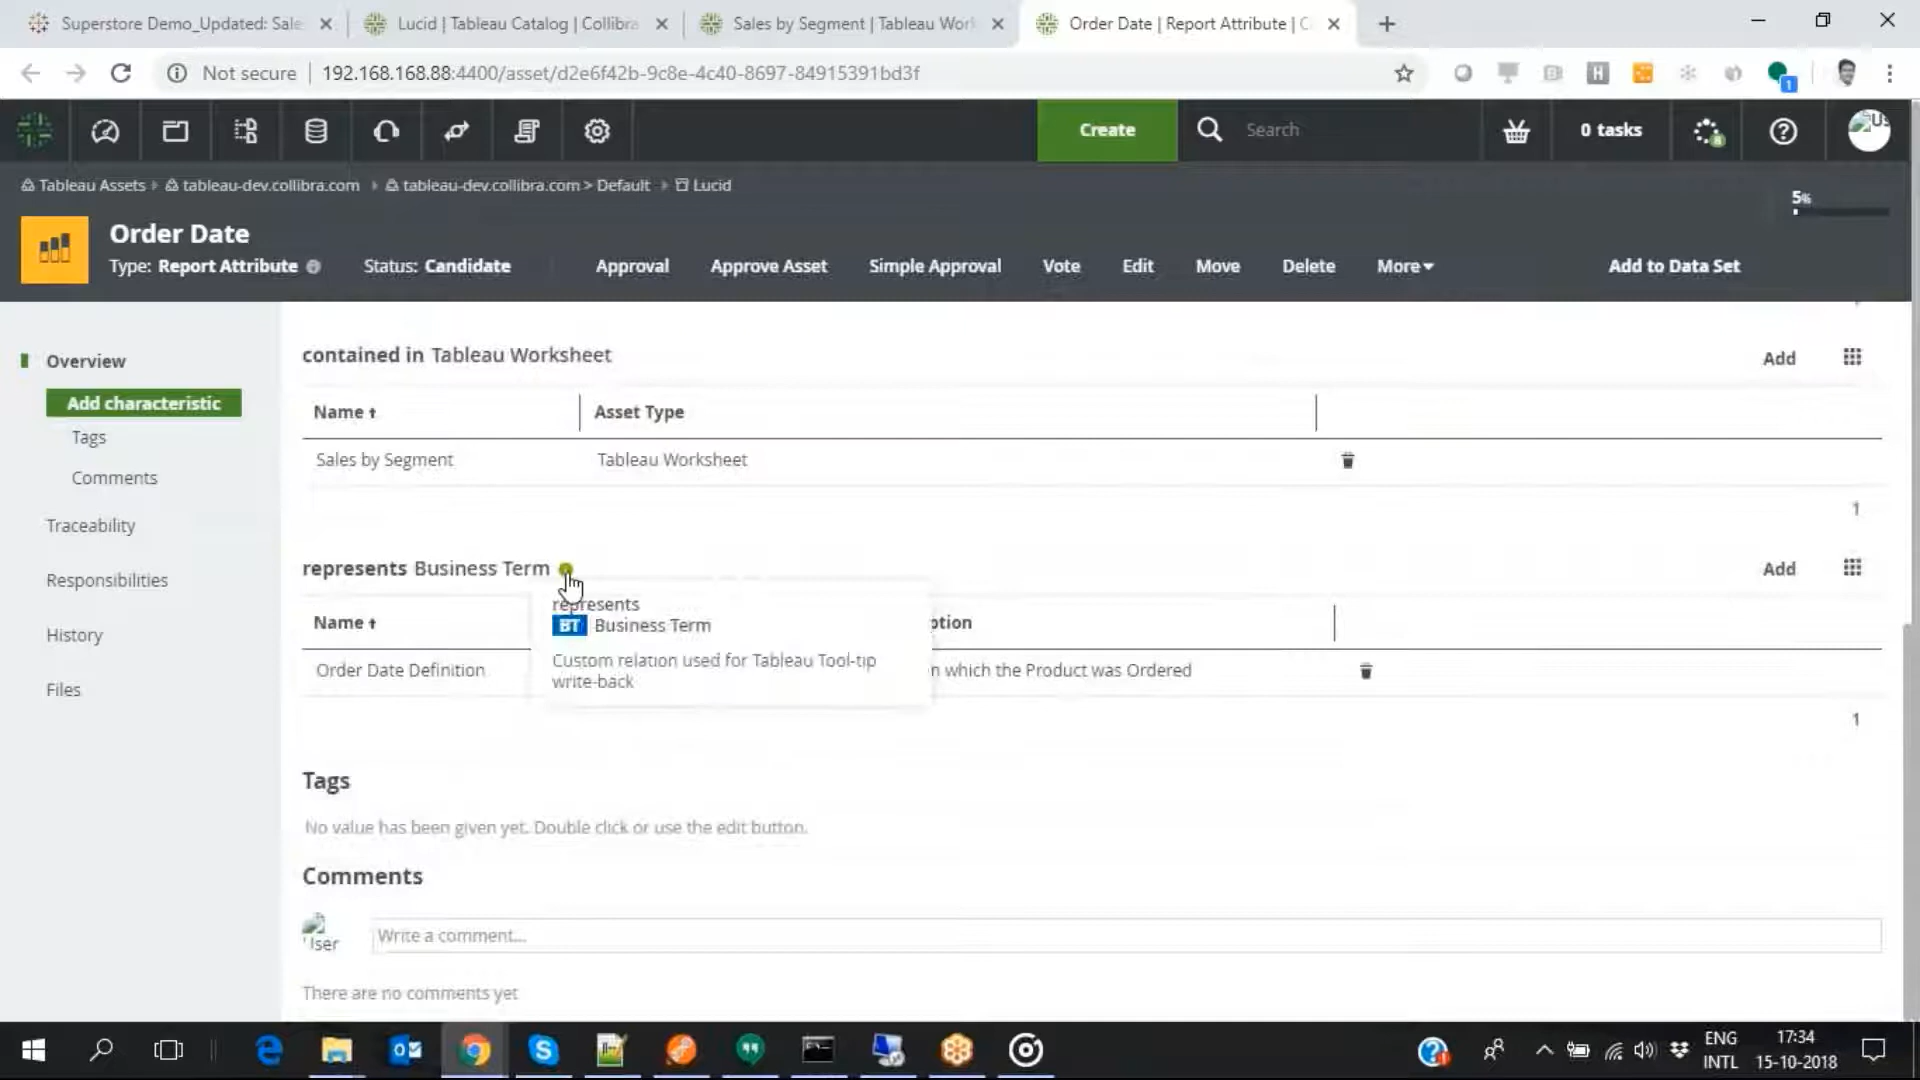 Superstore Demo_Updated: Sale
Lucid | Tableau Catalog | Collibra
Sales by Segment | Tableau Work
Order Date | Report Attribute | C
Not secure
192.168.168.88:4400/asset/d2e6f42b-9c8e-4c40-8697-84915391bd3f
H
1
Create
Search
0 tasks
8
Tableau Assets
tableau-dev.collibra.com
tableau-dev.collibra.com > Default
Lucid
5%
Order Date
Type: Report Attribute
Status: Candidate
Approval
Approve Asset
Simple Approval
Vote
Edit
Move
Delete
More
Add to Data Set
Overview
Add characteristic
Tags
Comments
Traceability
Responsibilities
History
Files
contained in Tableau Worksheet
Add
Name
Asset Type
Sales by Segment
Tableau Worksheet
1
represents Business Term
Add
represents
BT Business Term
Custom relation used for Tableau Tool-tip
write-back
Name
ption
Order Date Definition
n which the Product was Ordered
1
Tags
No value has been given yet. Double click or use the edit button.
Comments
User
Write a comment...
There are no comments yet
ENG
INTL
17:34
15-10-2018